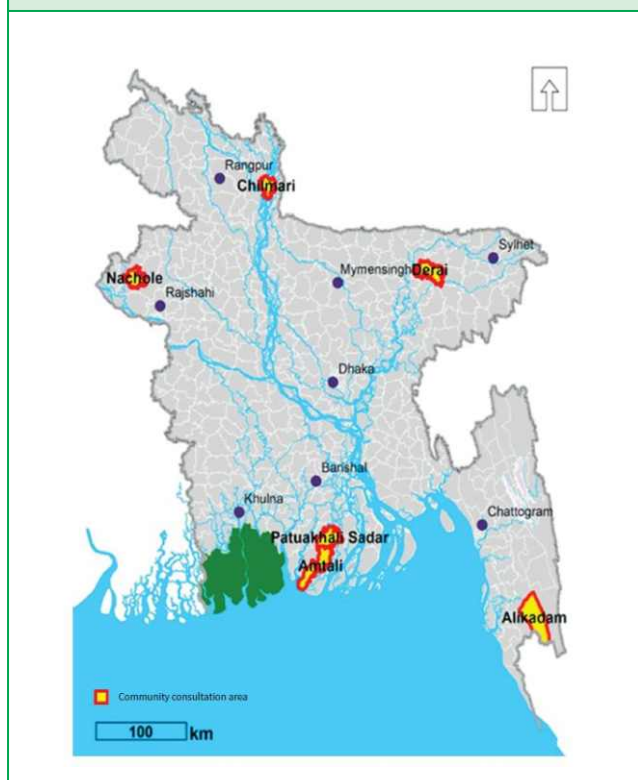 Rangpur
Chilmari
Sylhet
Nachole
Mymensingh
Derai
Rajshahi
Dhaka
Barishal
Khulna
Chattogram
Patuakhali Sadar
Amtali
Alikadam
Community consultation area
100 km